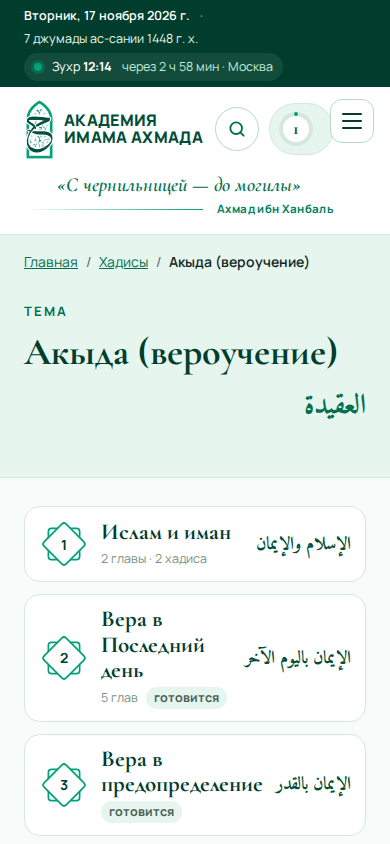 Вторник, 17 ноября 2026 г. ·
7 джумады ас-сании 1448 г. х.
Зухр 12:14 через 2 ч 58 мин · Москва
АКАДЕМИЯ
ИМАМА АХМАДА
1
«С чернильницей — до могилы»
Ахмад ибн Ханбаль
Главная / Хадисы / Акыда (вероучение)
ТЕМА
Акыда (вероучение)
العقيدة
1
Ислам и иман
2 главы · 2 хадиса
الإسلام والإيمان
2
Вера в
Последний
день
5 глав готовится
الإيمان باليوم الآخر
3
Вера в
предопределение
готовится
الإيمان بالقدر